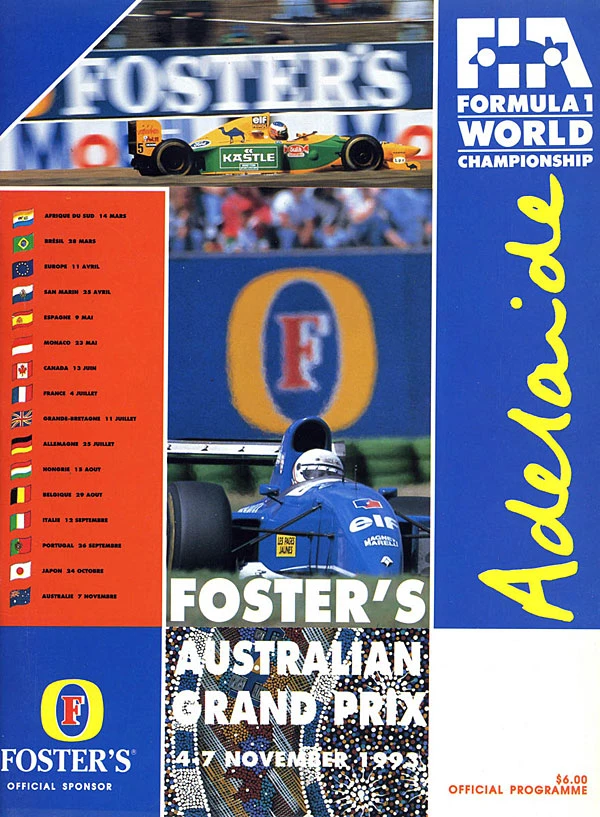 FOSTER'S
5
elf
KÄSTLE
FIA
FORMULA 1
WORLD
CHAMPIONSHIP
Adelaide
AFRIQUE DU SUD 14 MARS
BRÉSIL 28 MARS
EUROPE 11 AVRIL
SAN MARIN 25 AVRIL
ESPAGNE 9 MAI
MONACO 23 MAI
CANADA 13 JUIN
FRANCE 4 JUILLET
GRANDE-BRETAGNE 11 JUILLET
ALLEMAGNE 25 JUILLET
HONGRIE 15 AOUT
BELGIQUE 29 AOUT
ITALIE 12 SEPTEMBRE
PORTUGAL 26 SEPTEMBRE
JAPON 24 OCTOBRE
AUSTRALIE 7 NOVEMBRE
F
elf
MAGNETI
MARELLI
LES PAGES
JAUNES
FOSTER'S
AUSTRALIAN
GRAND PRIX
4-7 NOVEMBER 1993
F
FOSTER'S®
OFFICIAL SPONSOR
$6.00
OFFICIAL PROGRAMME